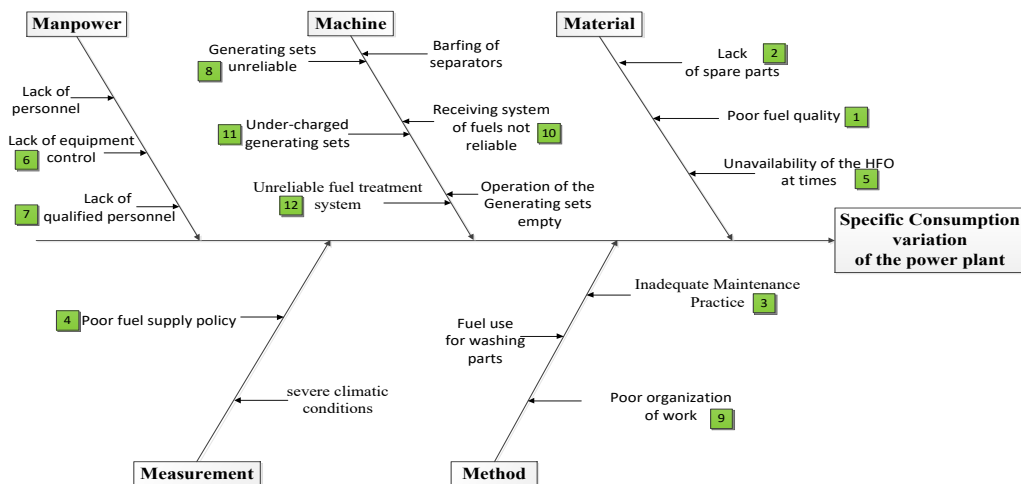 Manpower
Machine
Material
Lack of
personnel
6 Lack of equipment
control
7 Lack of
qualified personnel
Generating sets
8 unreliable
Barfing of
separators
11 Under-charged
generating sets
Receiving system
of fuels not 10
reliable
Unreliable fuel treatment
12 system
Operation of the
Generating sets
empty
Lack 2
of spare parts
Poor fuel quality 1
Unavailability of the HFO
at times 5
Specific Consumption
variation
of the power plant
4 Poor fuel supply policy
severe climatic
conditions
Inadequate Maintenance
Practice 3
Fuel use
for washing
parts
Poor organization
of work 9
Measurement
Method